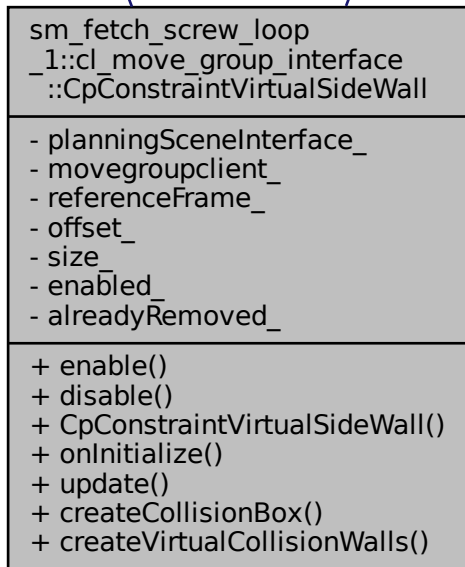 sm_fetch_screw_loop
_1::cl_move_group_interface
::CpConstraintVirtualSideWall
- planningSceneInterface_
- movegroupclient_
- referenceFrame_
- offset_
- size_
- enabled_
- alreadyRemoved_
+ enable()
+ disable()
+ CpConstraintVirtualSideWall()
+ onInitialize()
+ update()
+ createCollisionBox()
+ createVirtualCollisionWalls()